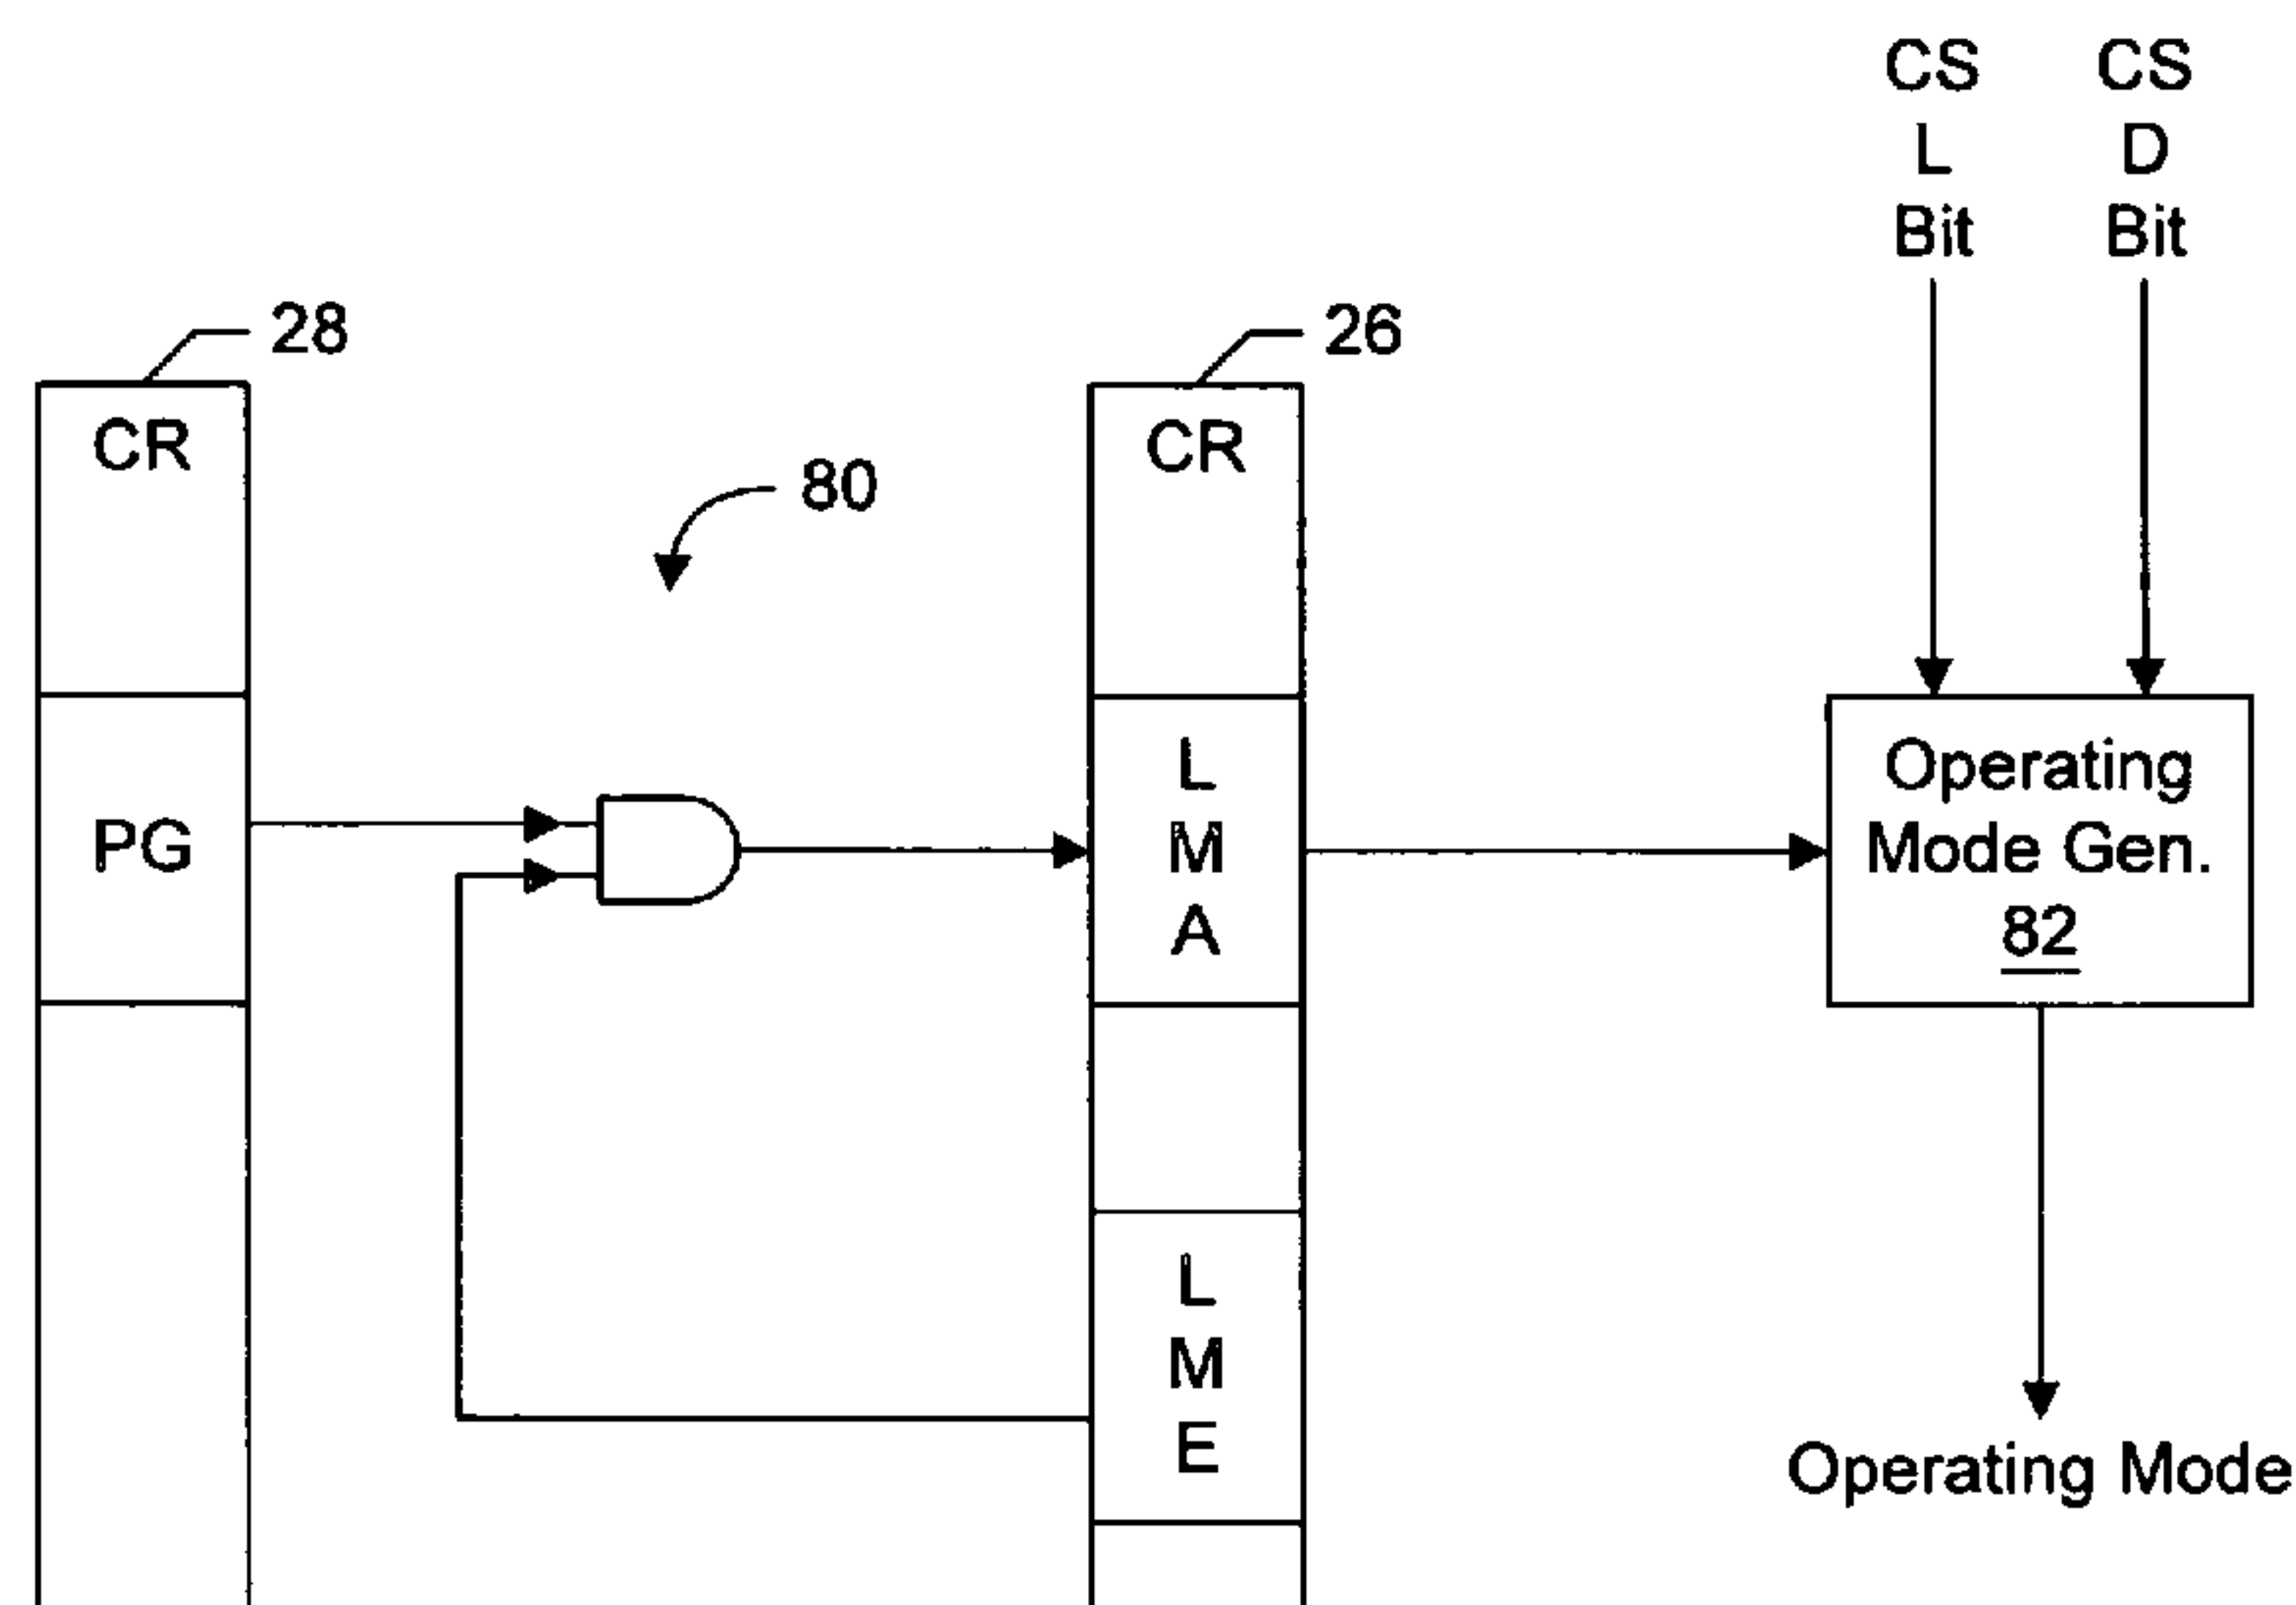 CS
L
Bit
CS
D
Bit
28
26
CR
80
CR
PG
L
M
A
Operating
Mode Gen.
82
L
M
E
Operating Mode